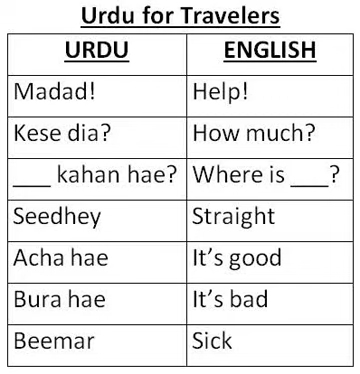 Urdu for Travelers
URDU ENGLISH
Madad! Help!
Kese dia? How much?
___ kahan hae? Where is ___?
Seedhey Straight
Acha hae It's good
Bura hae It's bad
Beemar Sick